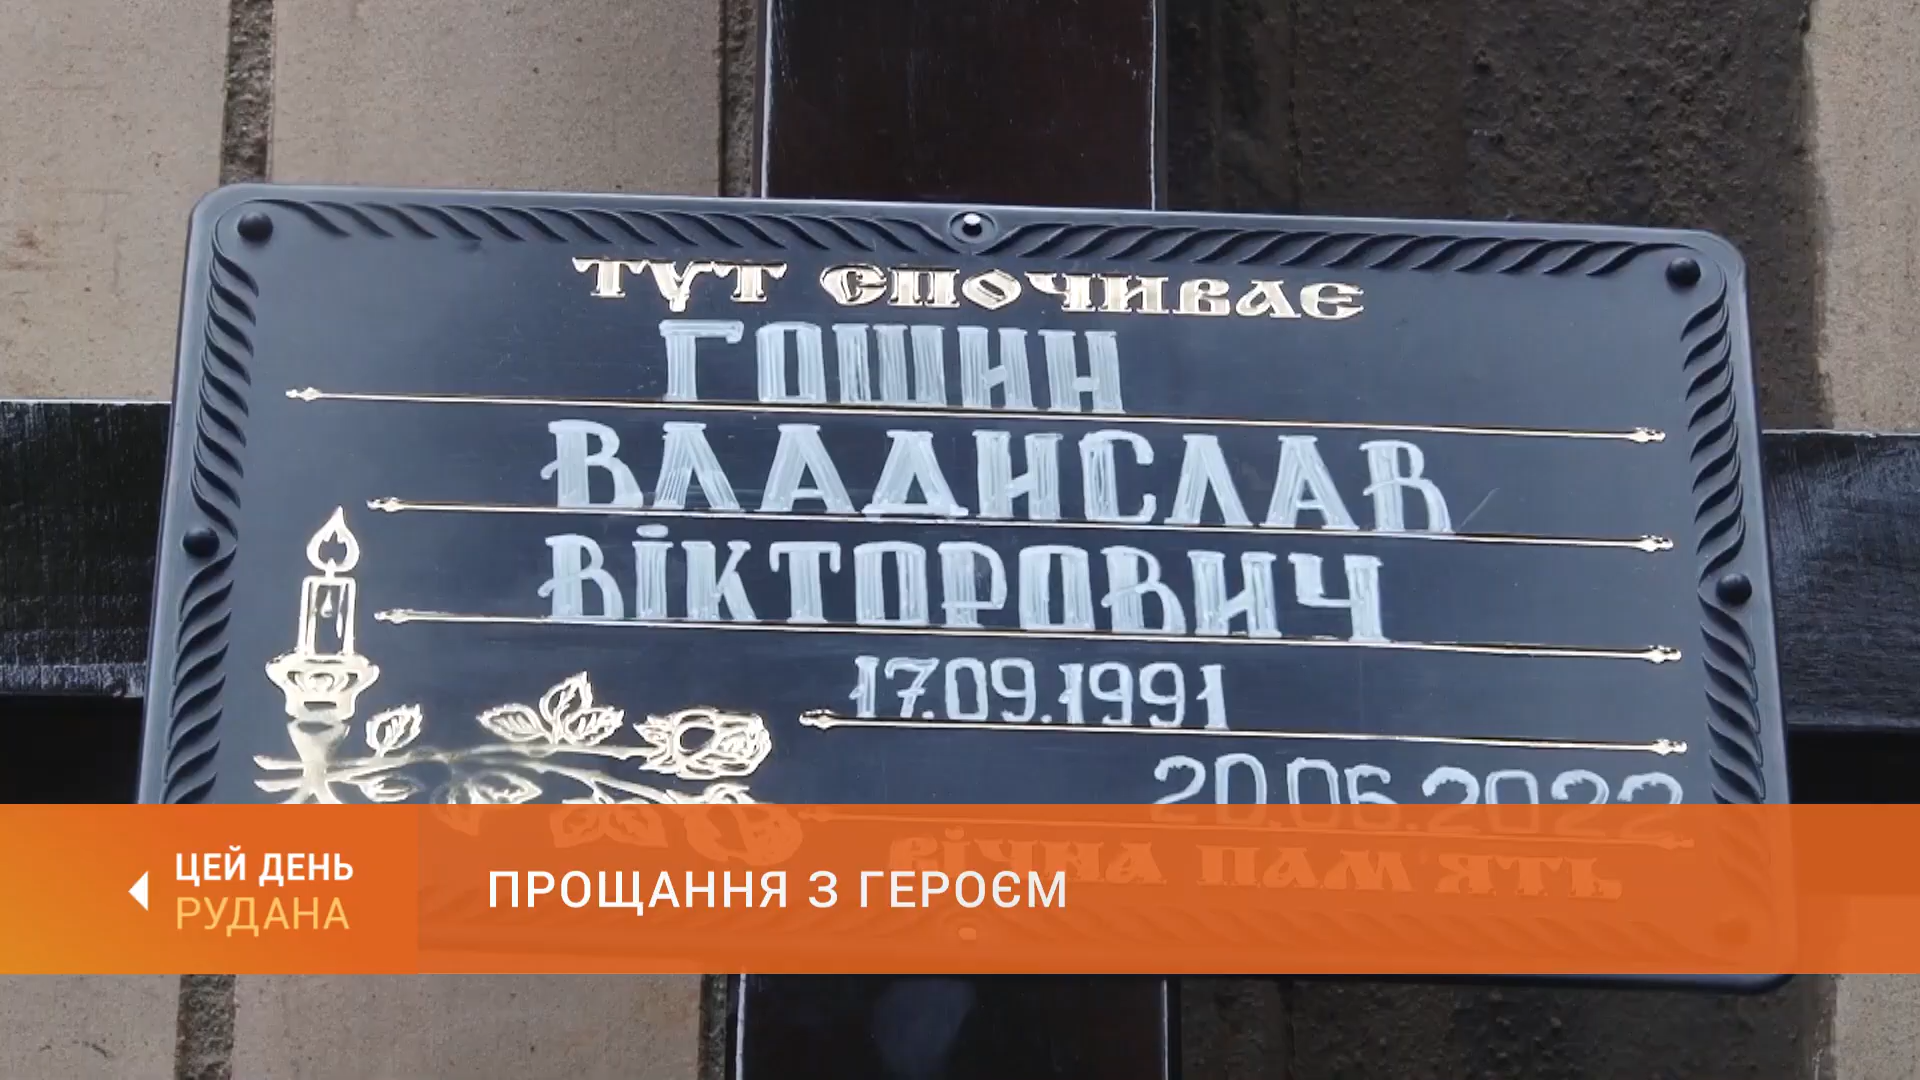 ТУТ СПОЧИВАЄ
ГОШИН
ВЛАДИСЛАВ
ВІКТОРОВИЧ
17.09.1991
20.06.2022
ВІЧНА ПАМ'ЯТЬ
ЦЕЙ ДЕНЬ
РУДАНА
ПРОЩАННЯ З ГЕРОЄМ